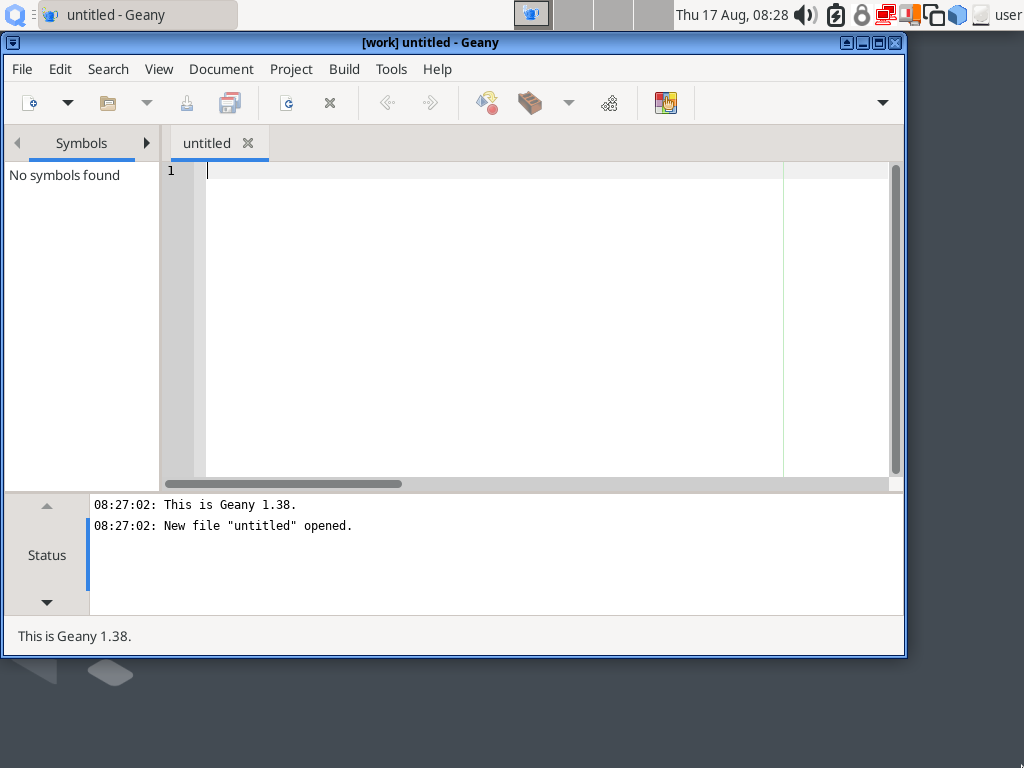 untitled - Geany
Thu 17 Aug, 08:28
user
[work] untitled - Geany
File Edit Search View Document Project Build Tools Help
Symbols
untitled
No symbols found
1
08:27:02: This is Geany 1.38.
08:27:02: New file "untitled" opened.
Status
This is Geany 1.38.